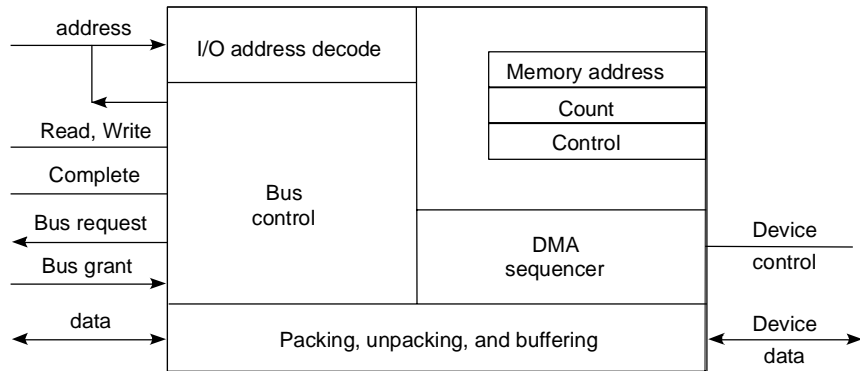 address
I/O address decode
Memory address
Count
Control
Read, Write
Complete
Bus
control
Bus request
Bus grant
DMA
sequencer
Device
control
data
Packing, unpacking, and buffering
Device
data